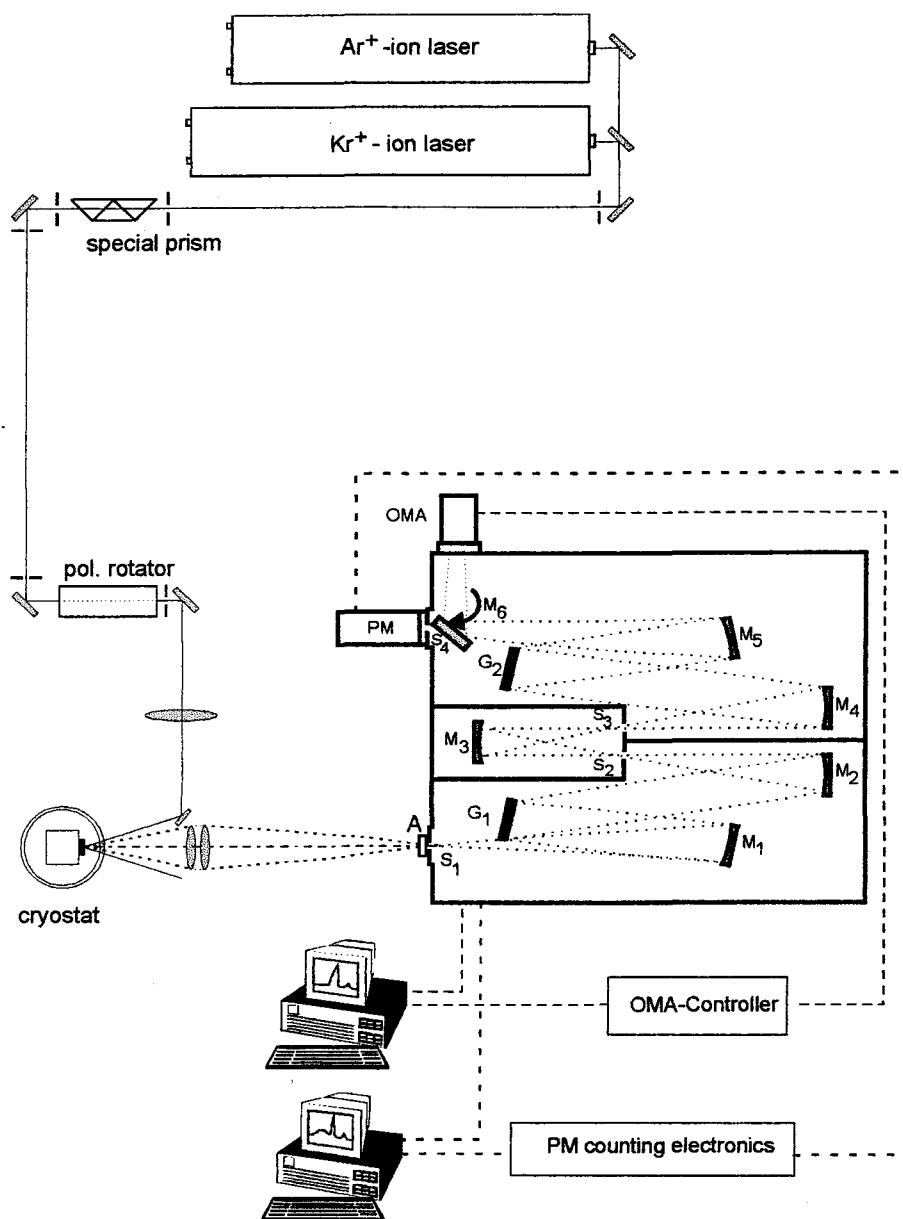 Ar+ -ion laser
Kr+ - ion laser
special prism
OMA
pol. rotator
M6
PM
S4
M5
G2
S3
M4
M3
S2
M2
G1
A
S1
M1
cryostat
OMA-Controller
PM counting electronics